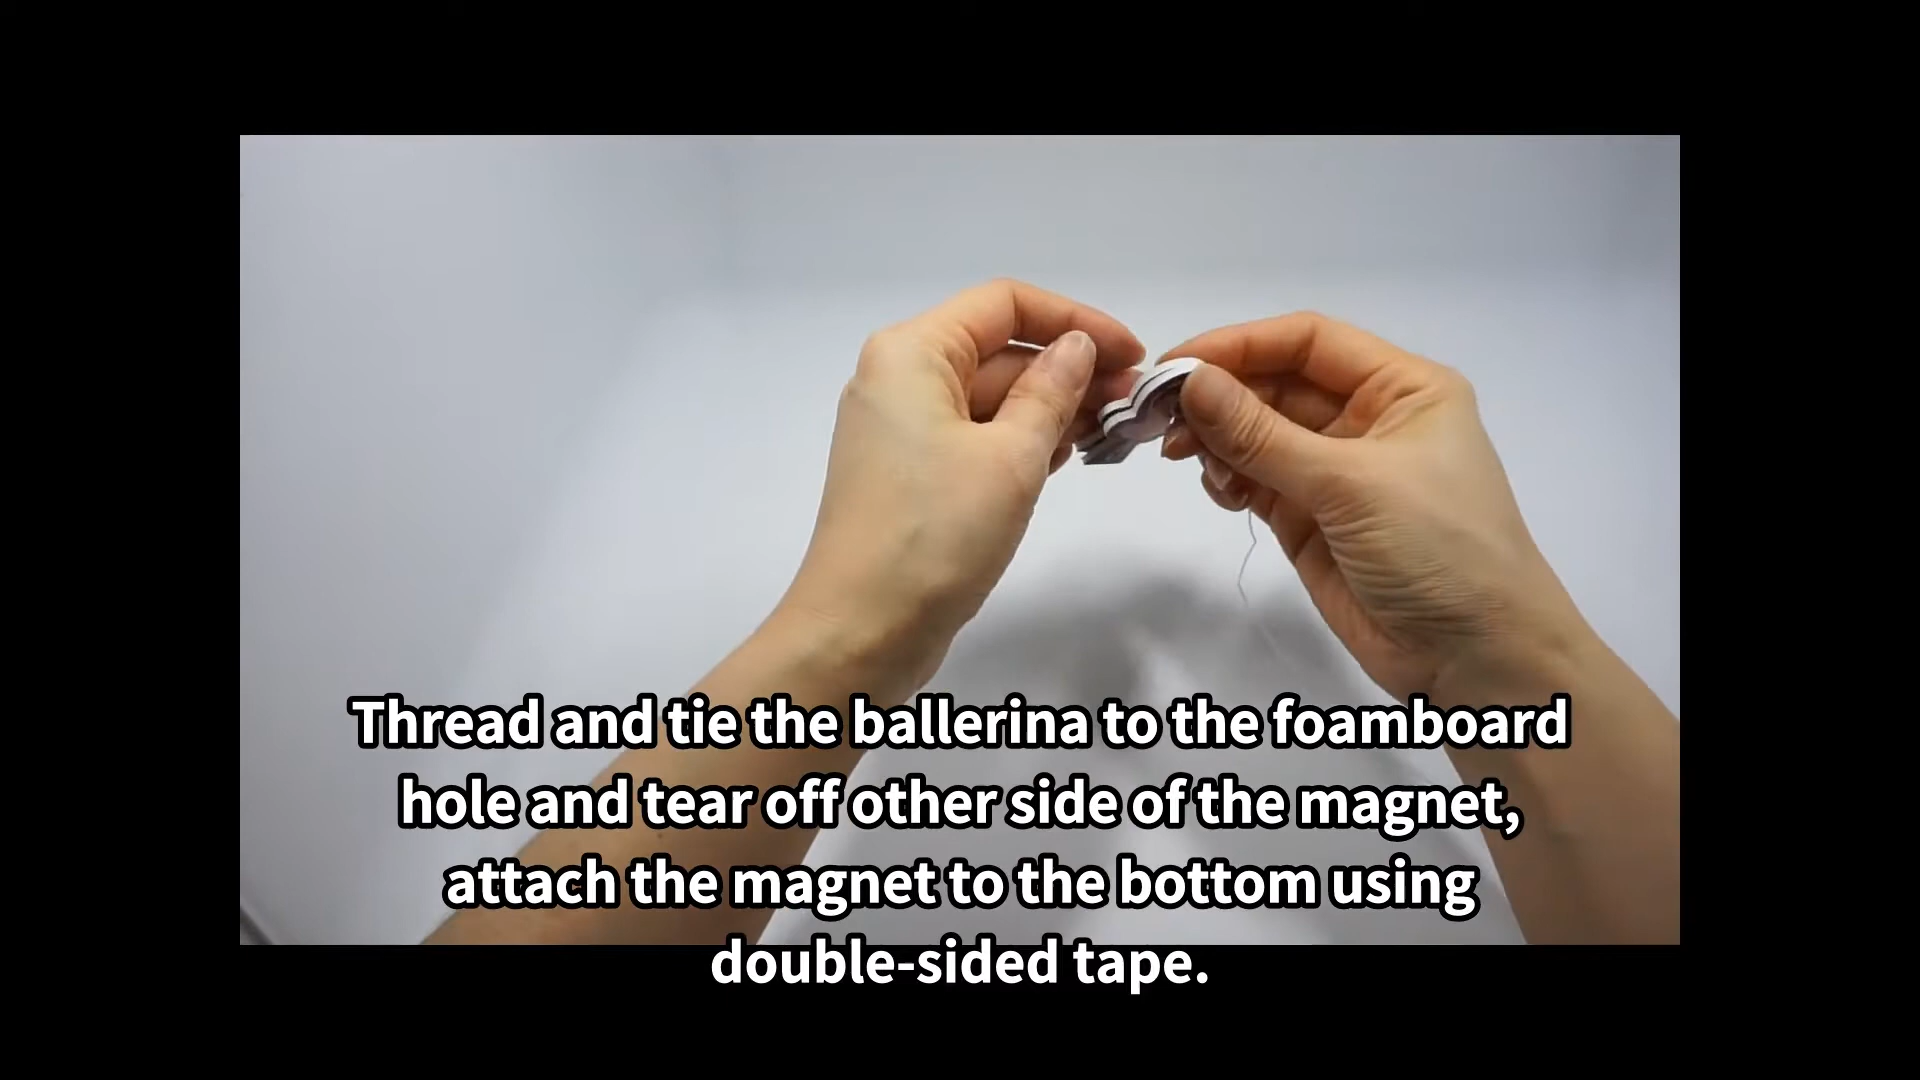 Thread and tie the ballerina to the foamboard
hole and tear off other side of the magnet,
attach the magnet to the bottom using
double-sided tape.